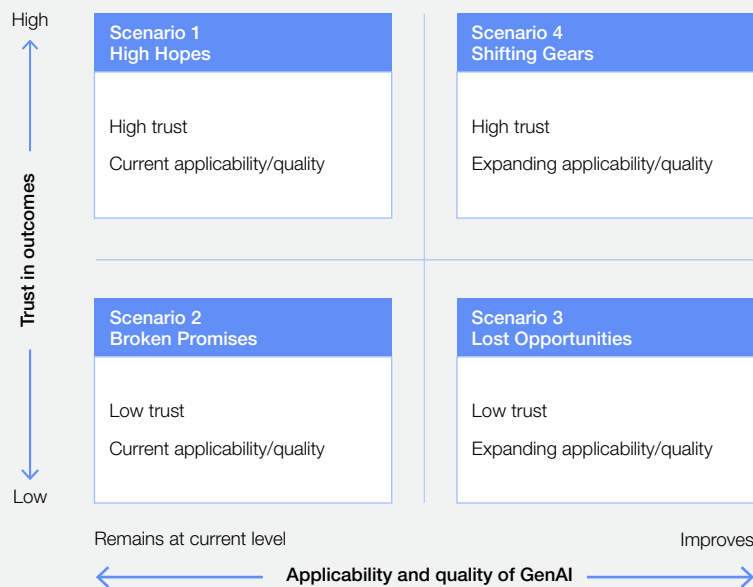 High
Scenario 1
High Hopes
High trust
Current applicability/quality
Scenario 4
Shifting Gears
High trust
Expanding applicability/quality
Trust in outcomes
Scenario 2
Broken Promises
Low trust
Current applicability/quality
Scenario 3
Lost Opportunities
Low trust
Expanding applicability/quality
Low
Remains at current level
Improves
Applicability and quality of GenAI